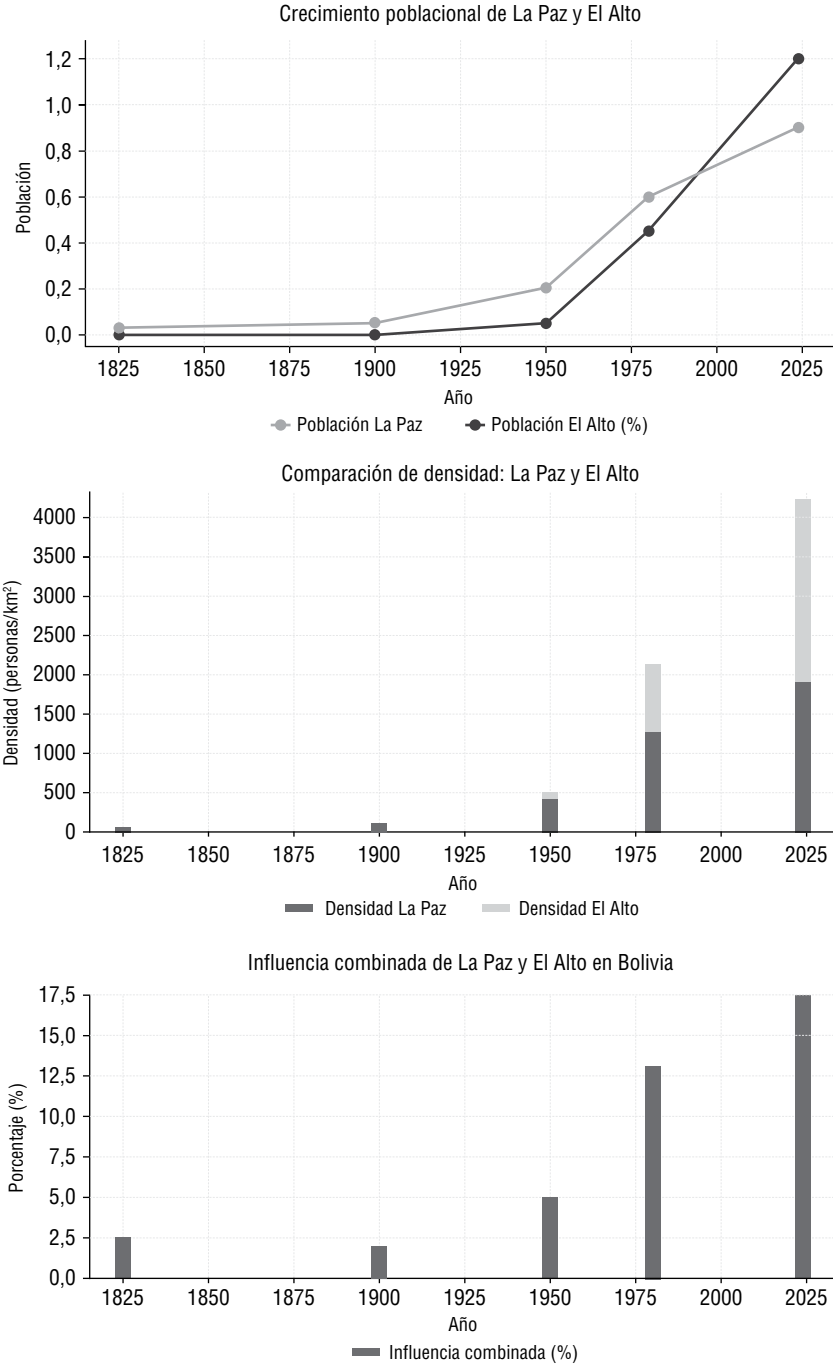 Crecimiento poblacional de La Paz y El Alto
Población
1,2
1,0
0,8
0,6
0,4
0,2
0,0
1825 1850 1875 1900 1925 1950 1975 2000 2025
Año
Población La Paz Población El Alto (%)
Comparación de densidad: La Paz y El Alto
Densidad (personas/km²)
4000
3500
3000
2500
2000
1500
1000
500
0
1825 1850 1875 1900 1925 1950 1975 2000 2025
Año
Densidad La Paz Densidad El Alto
Influencia combinada de La Paz y El Alto en Bolivia
Porcentaje (%)
17,5
15,0
12,5
10,0
7,5
5,0
2,5
0,0
1825 1850 1875 1900 1925 1950 1975 2000 2025
Año
Influencia combinada (%)